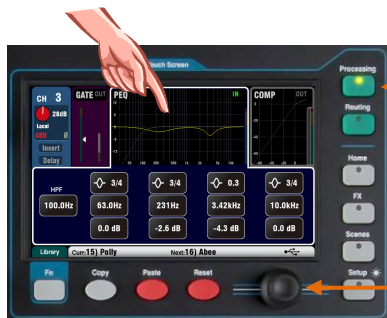 Touch Screen
Processing
CH 3
GATE OUT
PEQ
IN
COMP
OUT
28dB
Local
48V Ø
Insert
Delay
Routing
Home
HPF
3/4
3/4
0.3
3/4
100.0Hz
63.0Hz
231Hz
3.42kHz
10.0kHz
0.0 dB
-2.6 dB
-4.3 dB
0.0 dB
FX
Scenes
Library
Curr:15) Polly
Next:16) Abee
Fn
Copy
Paste
Reset
Setup